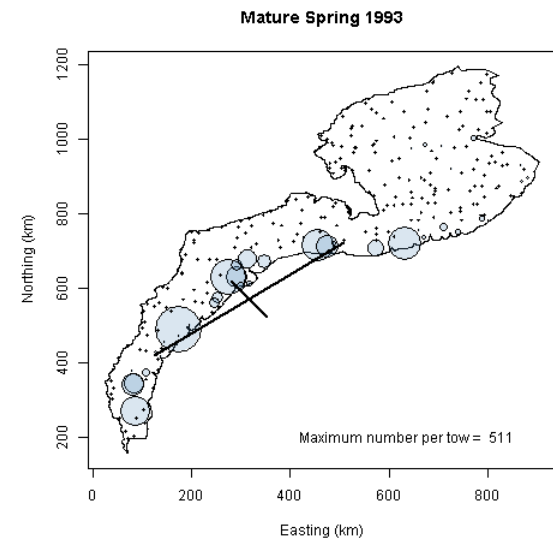 Mature Spring 1993
1200
1000
800
600
400
200
Northing (km)
Maximum number per tow = 511
0 200 400 600 800
Easting (km)